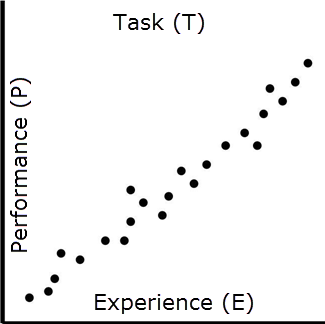 Task (T)
Performance (P)
Experience (E)